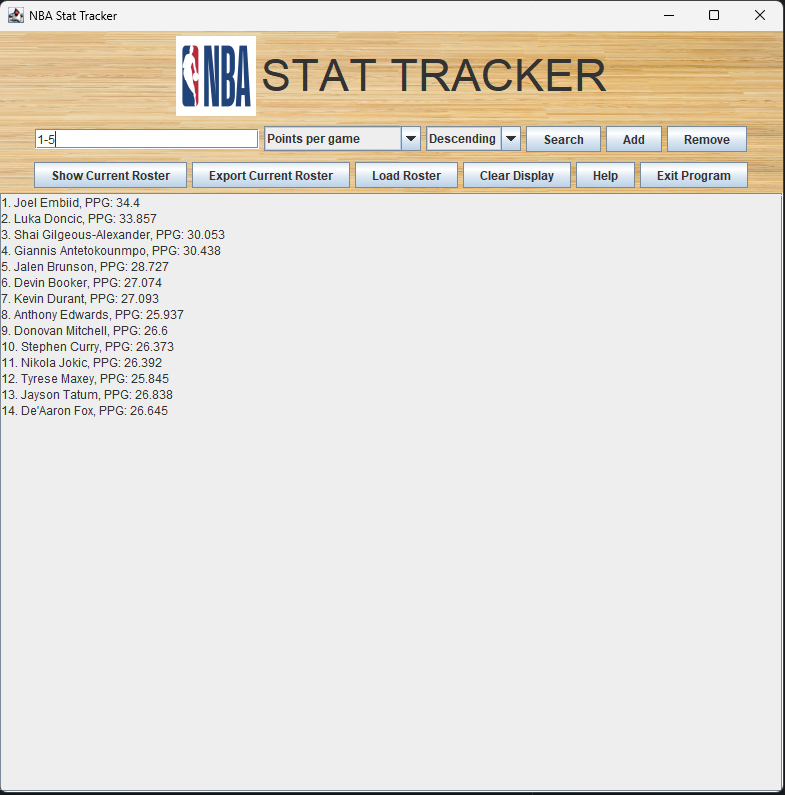 NBA Stat Tracker
NBA STAT TRACKER
1-5 Points per game Descending Search Add Remove
Show Current Roster Export Current Roster Load Roster Clear Display Help Exit Program
1. Joel Embiid, PPG: 34.4
2. Luka Doncic, PPG: 33.857
3. Shai Gilgeous-Alexander, PPG: 30.053
4. Giannis Antetokounmpo, PPG: 30.438
5. Jalen Brunson, PPG: 28.727
6. Devin Booker, PPG: 27.074
7. Kevin Durant, PPG: 27.093
8. Anthony Edwards, PPG: 25.937
9. Donovan Mitchell, PPG: 26.6
10. Stephen Curry, PPG: 26.373
11. Nikola Jokic, PPG: 26.392
12. Tyrese Maxey, PPG: 25.845
13. Jayson Tatum, PPG: 26.838
14. De'Aaron Fox, PPG: 26.645